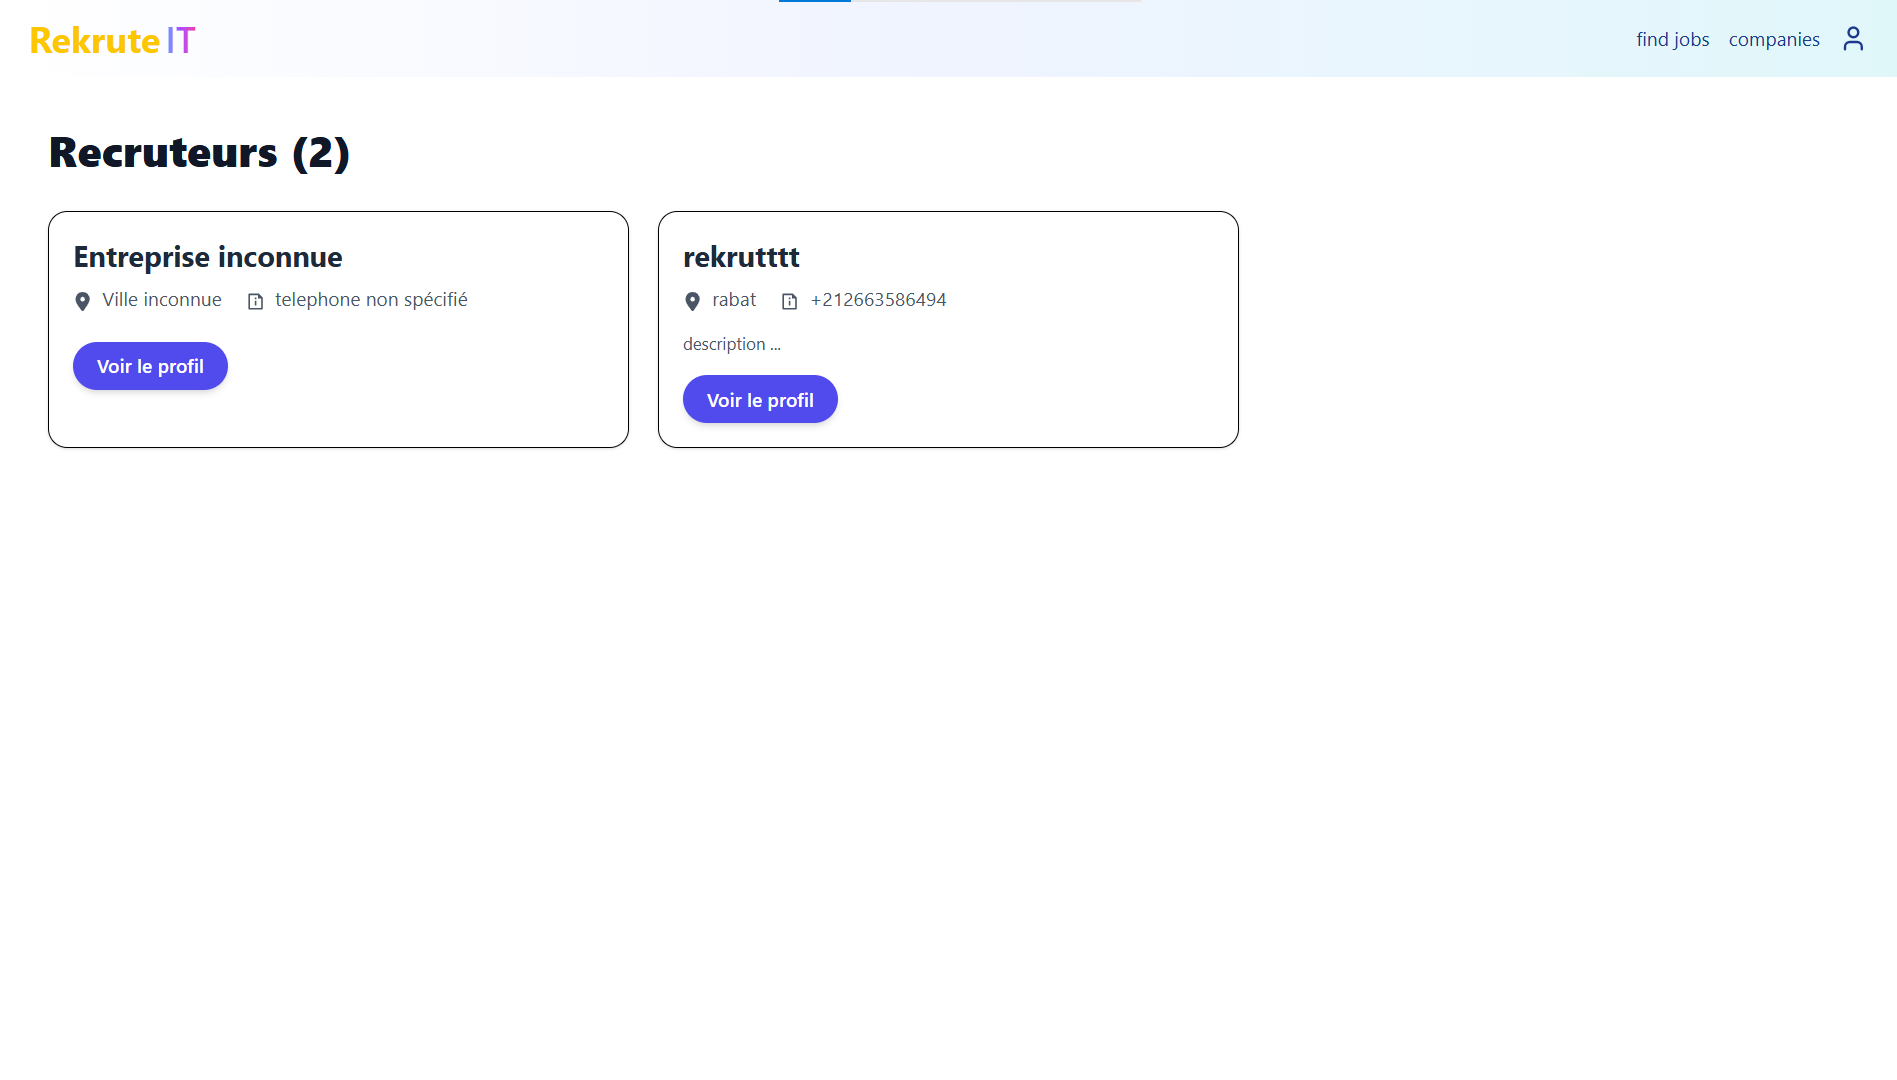 Rekrute IT
find jobs companies
Recruteurs (2)
Entreprise inconnue
Ville inconnue telephone non spécifié
Voir le profil
rekrutttt
rabat +212663586494
description ...
Voir le profil